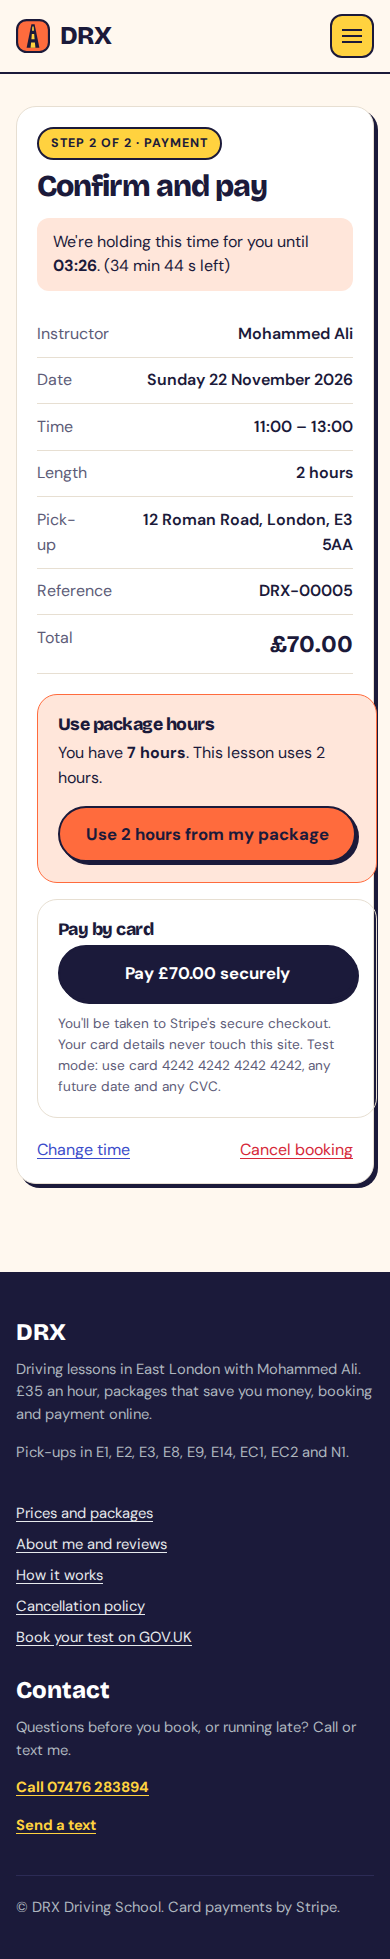 DRX
STEP 2 OF 2 · PAYMENT
Confirm and pay
We're holding this time for you until
03:26. (34 min 44 s left)
Instructor Mohammed Ali
Date Sunday 22 November 2026
Time 11:00 – 13:00
Length 2 hours
Pick-up 12 Roman Road, London, E3
5AA
Reference DRX-00005
Total £70.00
Use package hours
You have 7 hours. This lesson uses 2
hours.
Use 2 hours from my package
Pay by card
Pay £70.00 securely
You'll be taken to Stripe's secure checkout.
Your card details never touch this site. Test
mode: use card 4242 4242 4242 4242, any
future date and any CVC.
Change time Cancel booking
DRX
Driving lessons in East London with Mohammed Ali.
£35 an hour, packages that save you money, booking
and payment online.
Pick-ups in E1, E2, E3, E8, E9, E14, EC1, EC2 and N1.
Prices and packages
About me and reviews
How it works
Cancellation policy
Book your test on GOV.UK
Contact
Questions before you book, or running late? Call or
text me.
Call 07476 283894
Send a text
© DRX Driving School. Card payments by Stripe.